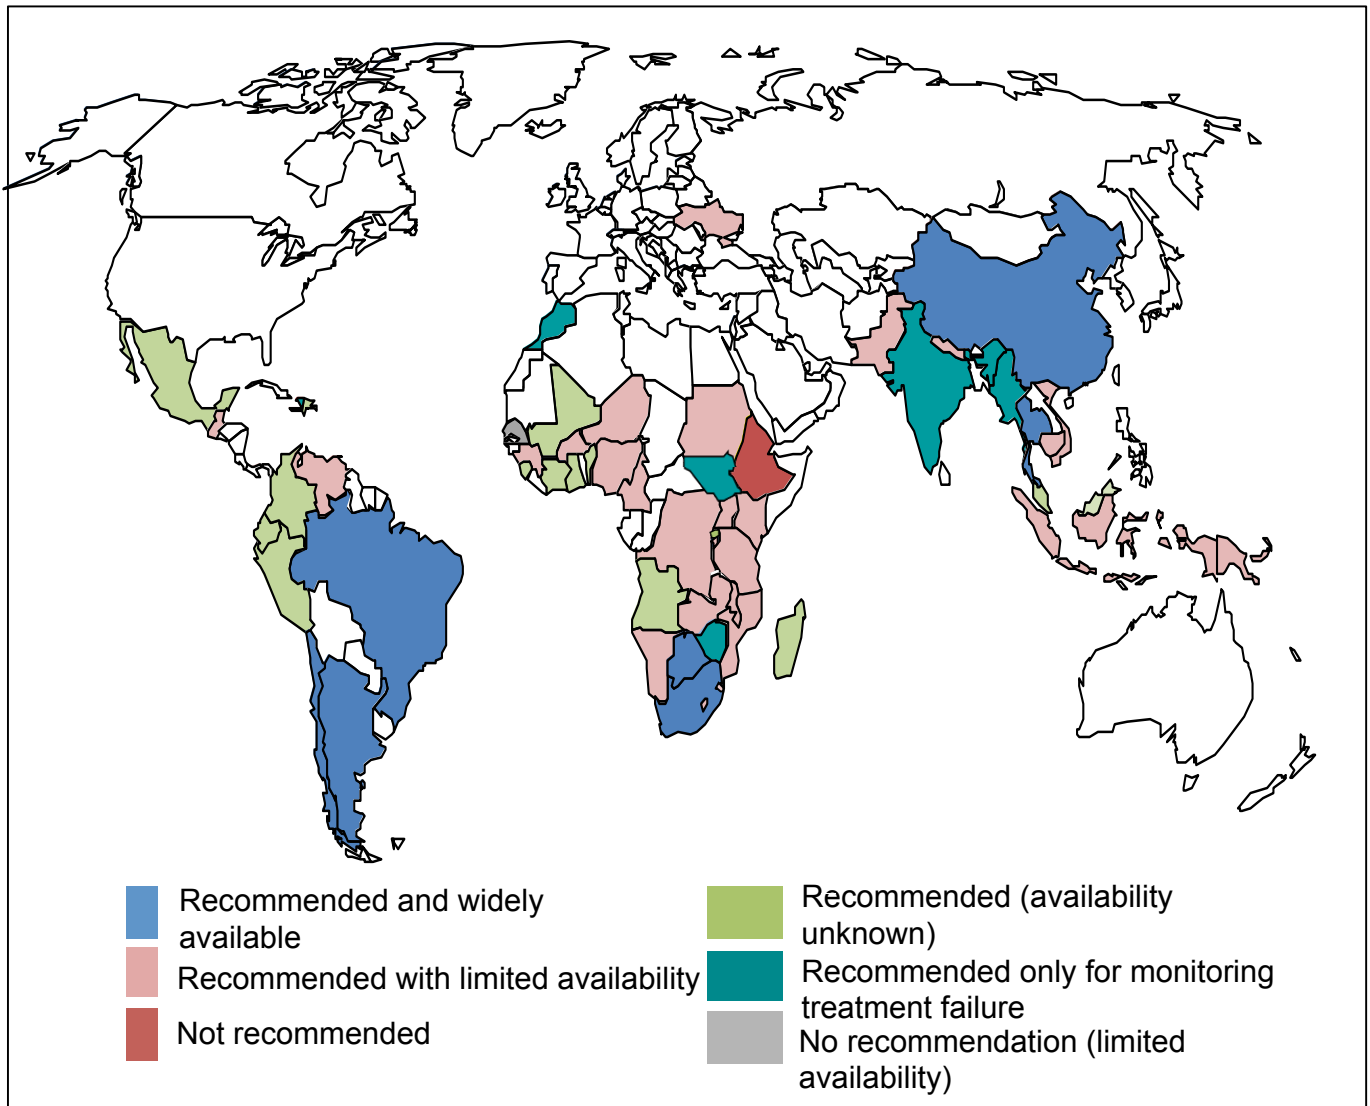 Recommended and widely
available
Recommended with limited availability
Not recommended
Recommended (availability
unknown)
Recommended only for monitoring
treatment failure
No recommendation (limited
availability)